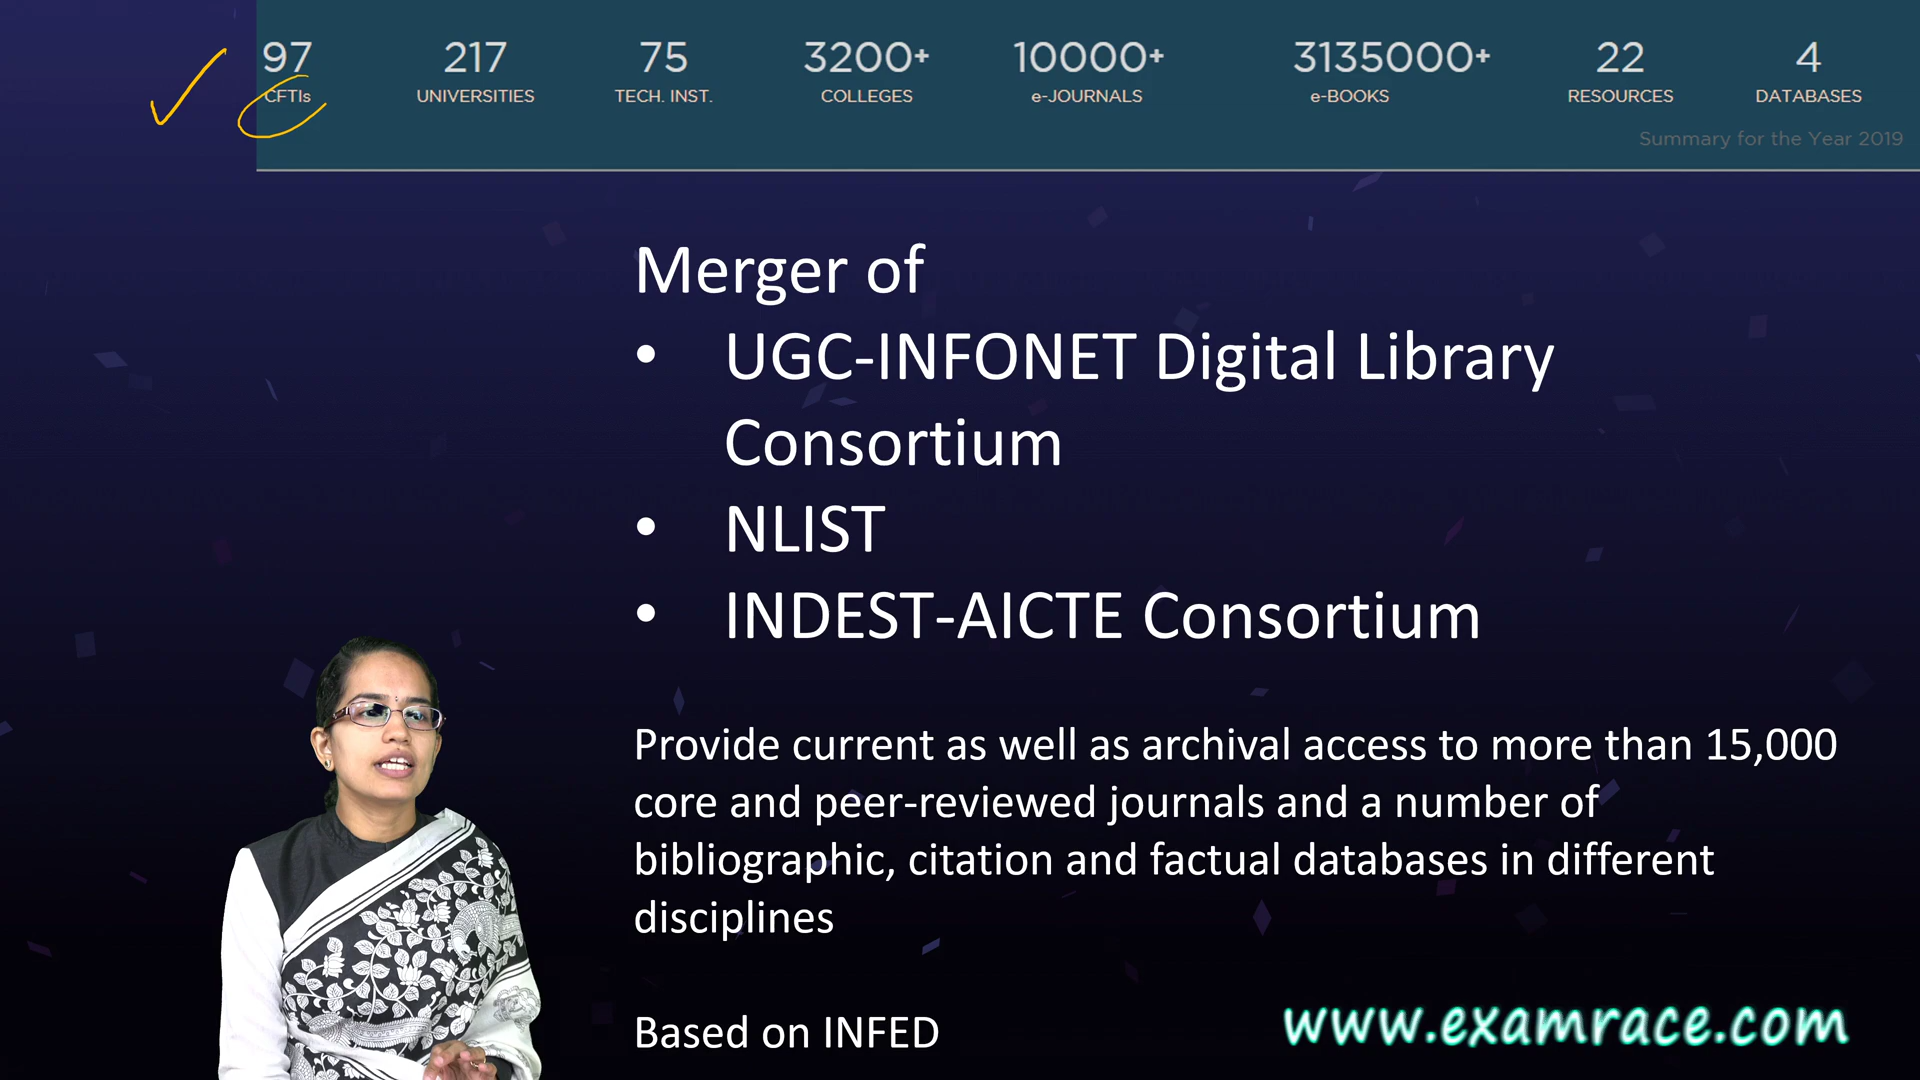 97 217 75 3200+ 10000+ 3135000+ 22 4
CFTIs UNIVERSITIES TECH. INST. COLLEGES e-JOURNALS e-BOOKS RESOURCES DATABASES
Summary for the Year 2019
Merger of
• UGC-INFONET Digital Library
Consortium
• NLIST
• INDEST-AICTE Consortium
Provide current as well as archival access to more than 15,000
core and peer-reviewed journals and a number of
bibliographic, citation and factual databases in different
disciplines
Based on INFED
www.examrace.com